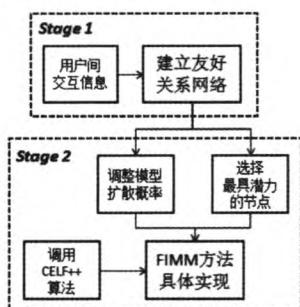 Stage 1
用户间
交互信息
建立友好
关系网络
Stage 2
调整模型
扩散概率
选择
最具潜力
的节点
调用
CELF++
算法
FIMM方法
具体实现